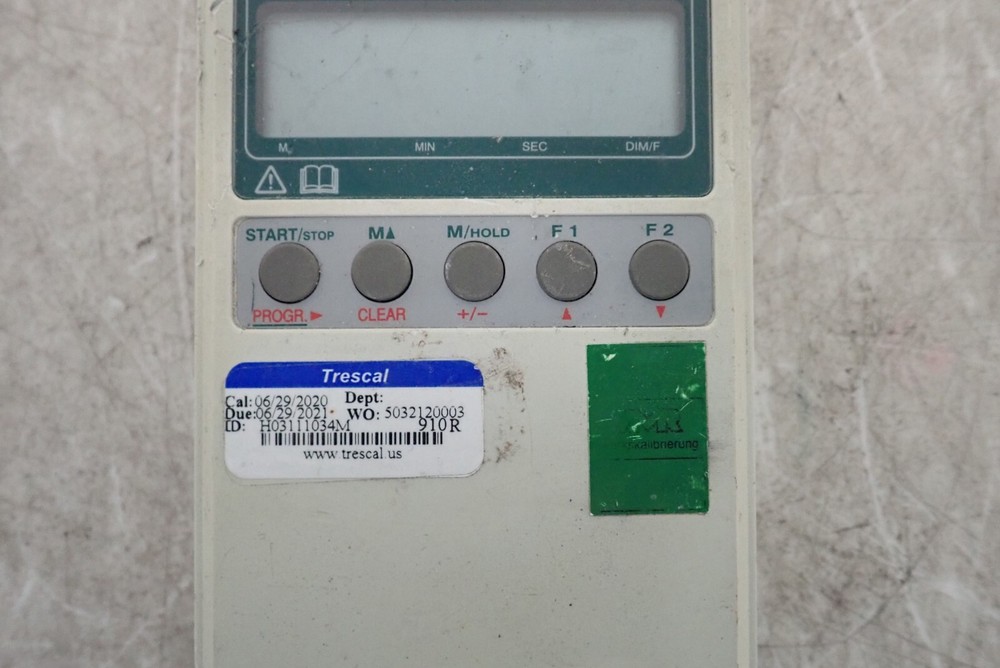 M MIN SEC DIM/F
START/STOP M▲ M/HOLD F 1 F 2
PROGR.► CLEAR +/− ▲ ▼
Trescal
Cal: 06/29/2020 Dept:
Due: 06/29/2021 WO: 5032120003
ID: H03111034M 910R
www.trescal.us
kalibrierung